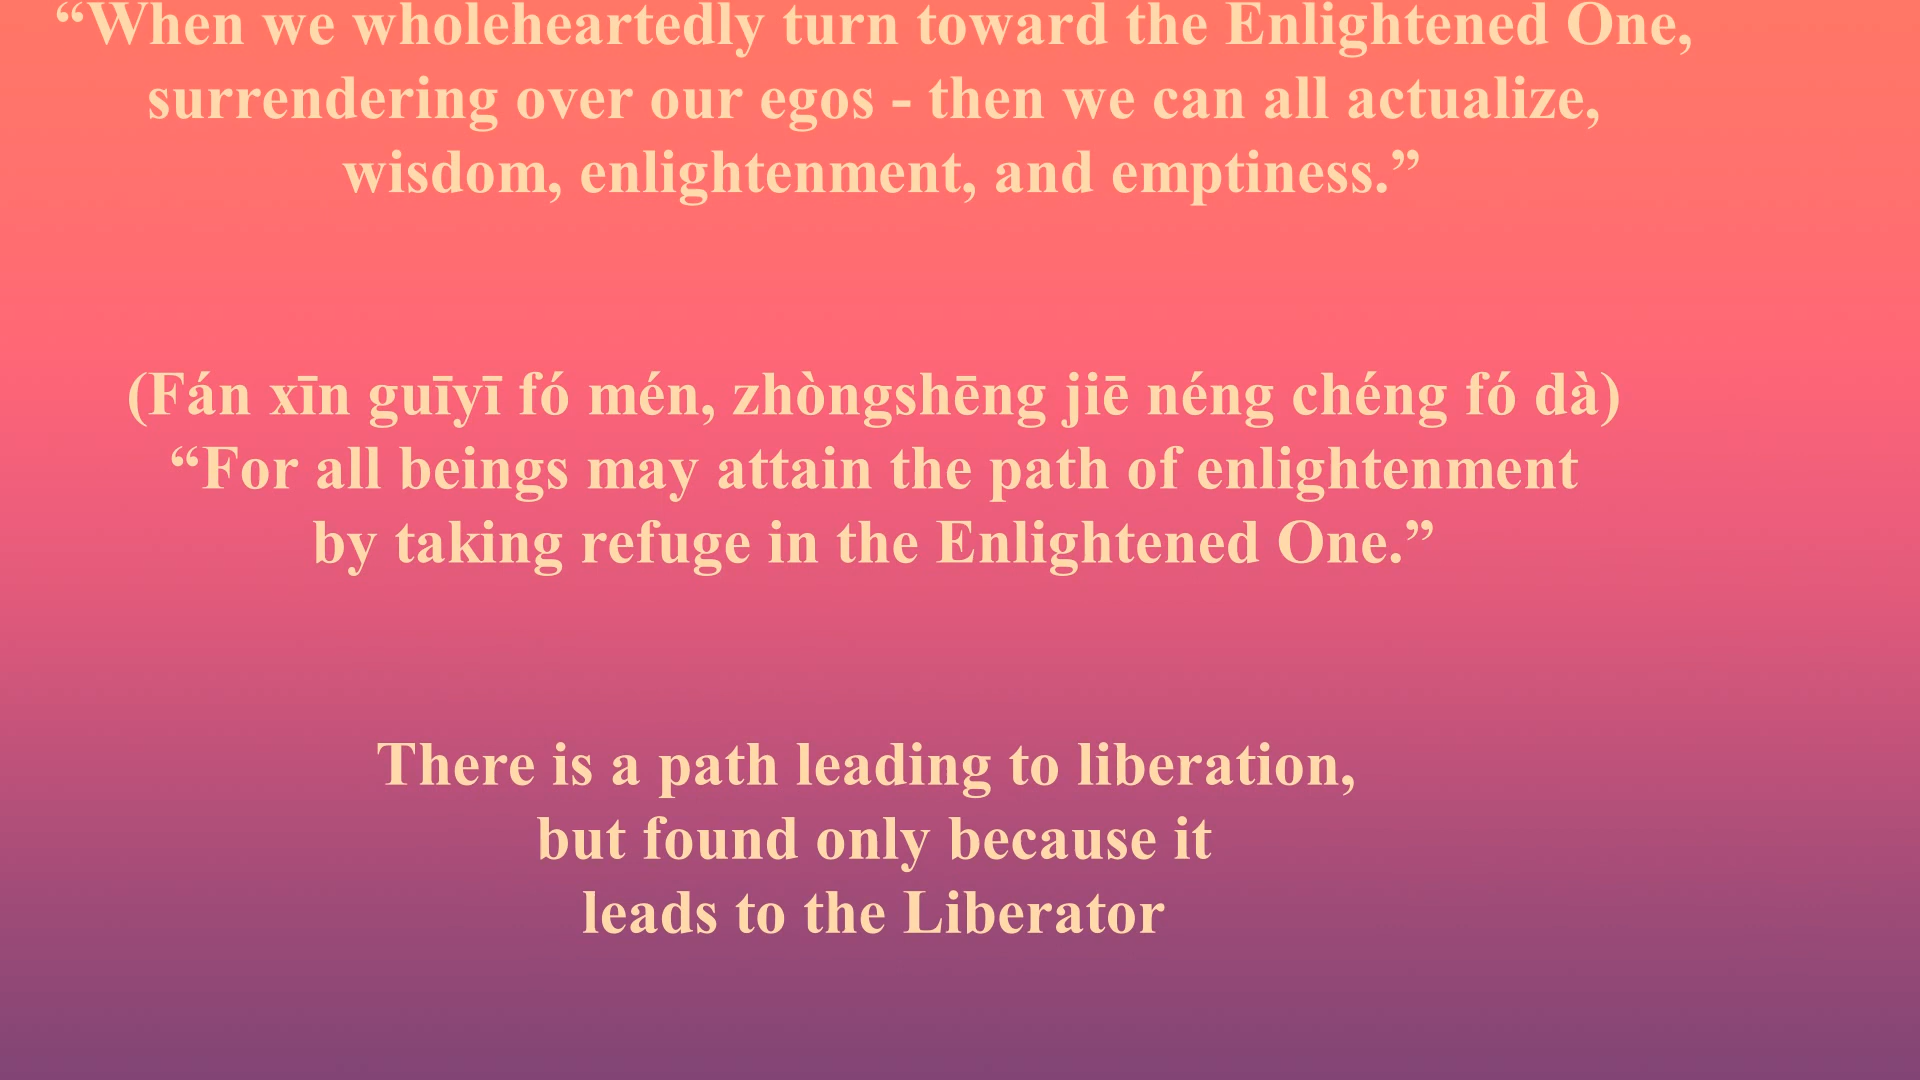 “When we wholeheartedly turn toward the Enlightened One,
surrendering over our egos - then we can all actualize,
wisdom, enlightenment, and emptiness.”
(Fán xīn guīyī fó mén, zhòngshēng jiē néng chéng fó dà)
“For all beings may attain the path of enlightenment
by taking refuge in the Enlightened One.”
There is a path leading to liberation,
but found only because it
leads to the Liberator